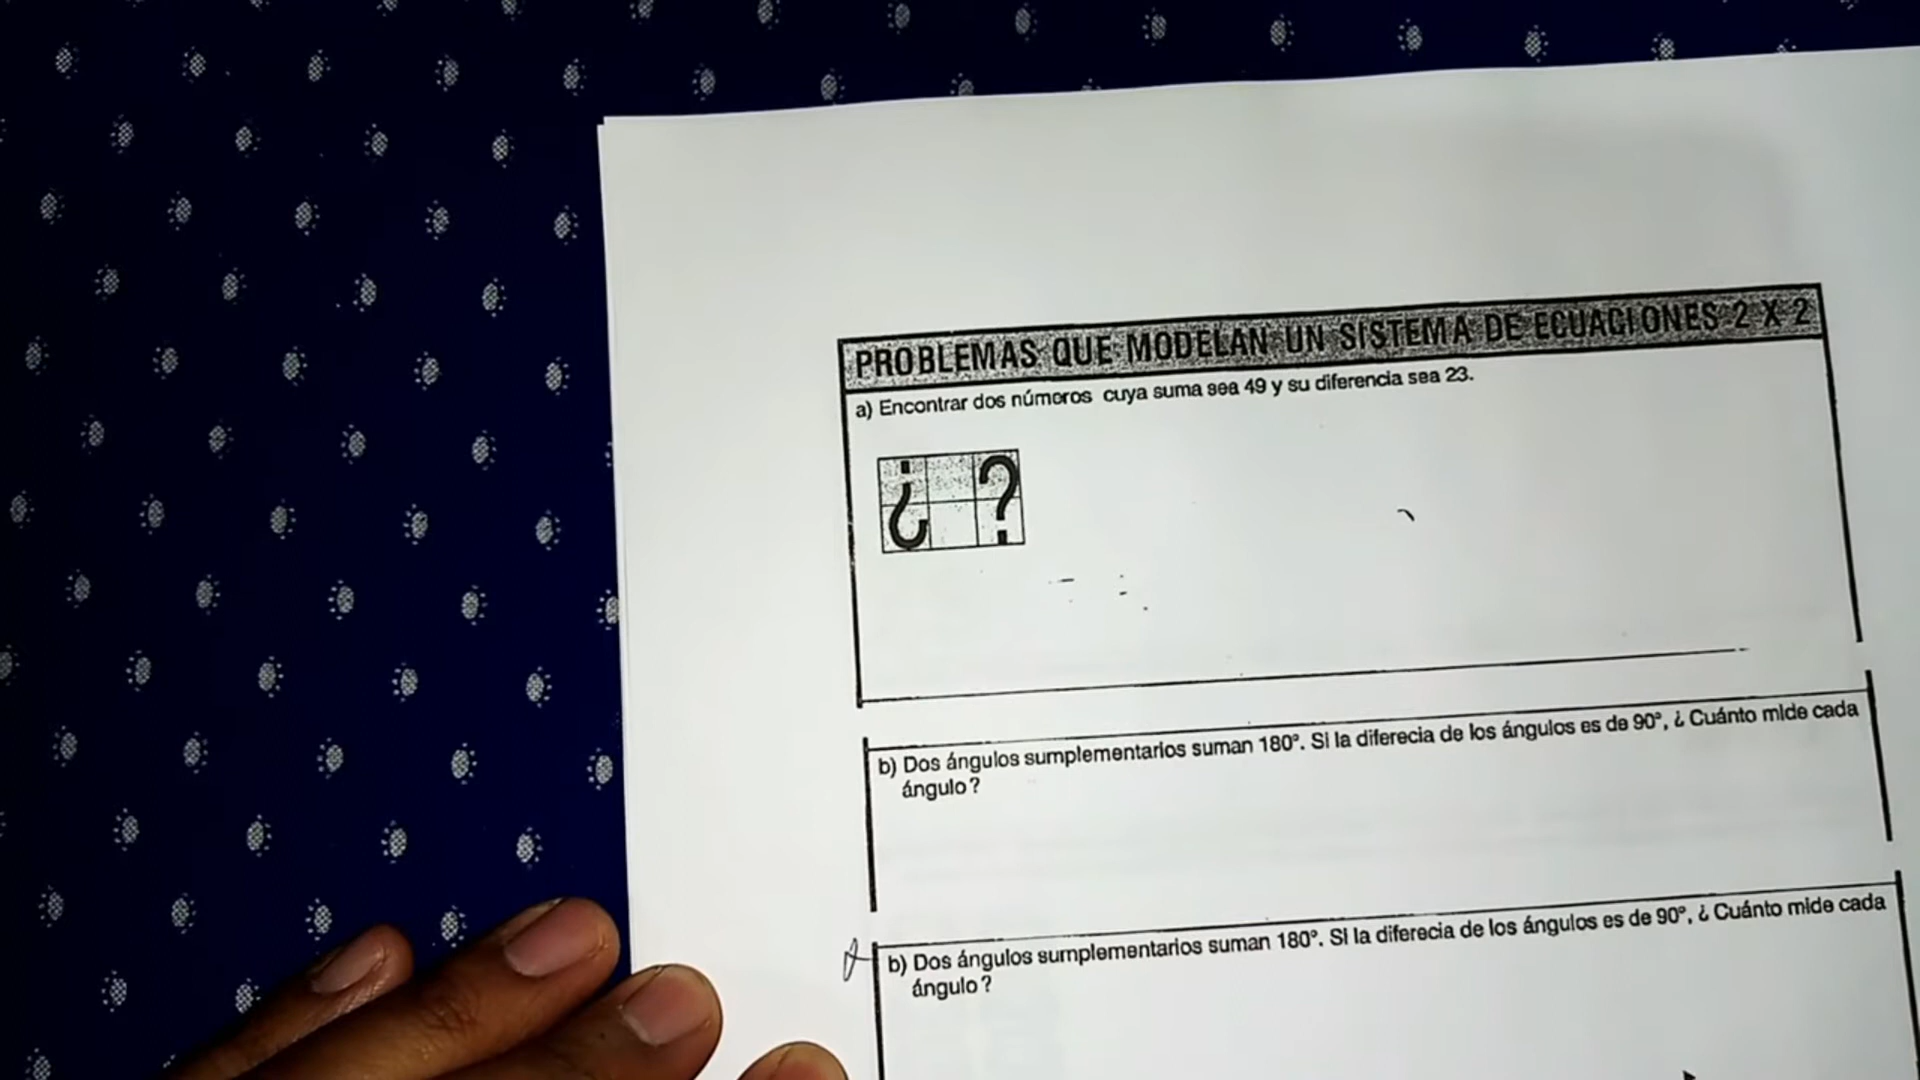 PROBLEMAS QUE MODELAN UN SISTEMA DE ECUACIONES 2 X 2
a) Encontrar dos números cuya suma sea 49 y su diferencia sea 23.
¿ ?
b) Dos ángulos sumplementarios suman 180°. Si la diferecia de los ángulos es de 90°, ¿ Cuánto mide cada
ángulo?
b) Dos ángulos sumplementarios suman 180°. Si la diferecia de los ángulos es de 90°, ¿ Cuánto mide cada
ángulo?